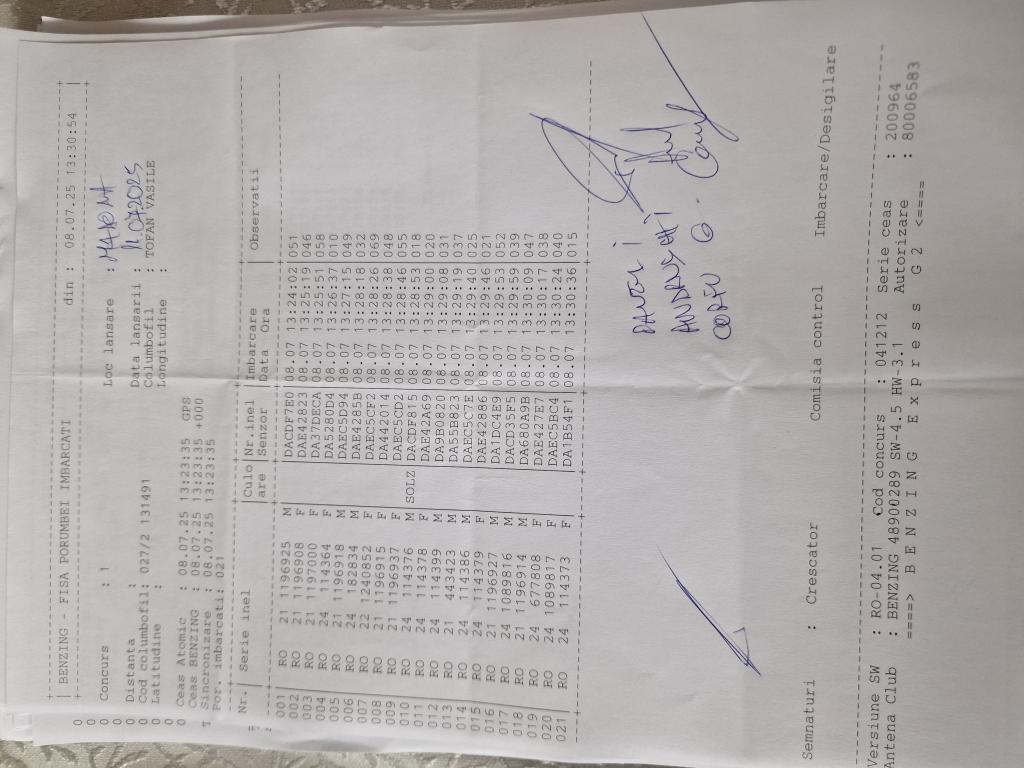 BENZING - FISA PORUMBEI IMBARCATI din : 08.07.25 13:30:54
Concurs : 1 Loc lansare :
Distanta : Data lansarii : 11.07.2025
Cod columbofil: 027/2 131491 Columbofil : TOFAN VASILE
Latitudine : Longitudine :
Ceas Atomic : 08.07.25 13:23:35 GPS
Ceas BENZING : 08.07.25 13:23:35 +000
Sincronizare : 08.07.25 13:23:35
Por. imbarcati: 021
Nr. | Serie inel |Culo|Nr.inel |Imbarcare | Observatii
|are |Senzor |Data Ora
001 | RO 21 1196925 M | |DACDF7E0|08.07 13:24:02|051
002 | RO 21 1196908 F | |DAE42823|08.07 13:25:19|046
003 | RO 21 1197000 F | |DA37DECA|08.07 13:25:51|058
004 | RO 24 114364 F | |DA5280D4|08.07 13:26:37|010
005 | RO 21 1196918 M | |DAEC5D94|08.07 13:27:15|049
006 | RO 24 182834 M | |DAE4285B|08.07 13:28:18|032
007 | RO 22 1240852 F | |DAEC5CF2|08.07 13:28:26|069
008 | RO 21 1196915 F | |DA442014|08.07 13:28:38|048
009 | RO 21 1196937 F | |DAEC5CD2|08.07 13:28:46|055
010 | RO 24 114376 M |SOLZ|DACDF815|08.07 13:28:53|018
011 | RO 24 114378 F | |DAE42A69|08.07 13:29:00|020
012 | RO 24 114399 M | |DA9B0820|08.07 13:29:08|031
013 | RO 21 443423 M | |DA55B823|08.07 13:29:19|037
014 | RO 24 114386 M | |DAEC5C7E|08.07 13:29:40|025
015 | RO 24 114379 F | |DAE42886|08.07 13:29:46|021
016 | RO 21 1196927 M | |DA1DC4E9|08.07 13:29:53|052
017 | RO 24 1089816 M | |DACD35F5|08.07 13:29:59|039
018 | RO 21 1196914 M | |DA680A9B|08.07 13:30:09|047
019 | RO 24 677808 F | |DAE427E7|08.07 13:30:17|038
020 | RO 24 1089817 F | |DAEC5BC4|08.07 13:30:24|040
021 | RO 24 114373 F | |DA1B54F1|08.07 13:30:36|015
G.
Semnaturi : Crescator Comisia control Imbarcare/Desigilare
Versiune SW : RO-04.01 Cod concurs : 041212 Serie ceas : 200964
Antena Club : BENZING 48900289 SW-4.5 HW-3.1 Autorizare : 80006583
====> B E N Z I N G E x p r e s s G 2 <====